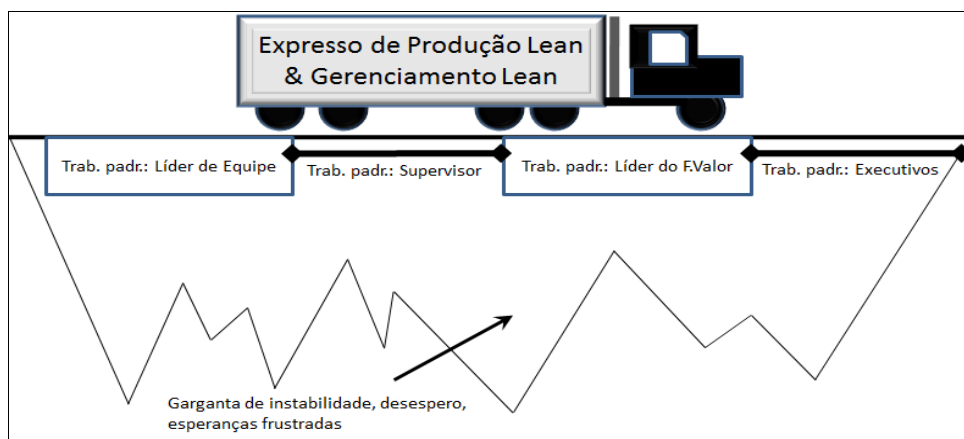 Expresso de Produção Lean
& Gerenciamento Lean
Trab. padr.: Líder de Equipe
Trab. padr.: Supervisor
Trab. padr.: Líder do F.Valor
Trab. padr.: Executivos
Garganta de instabilidade, desespero,
esperanças frustradas